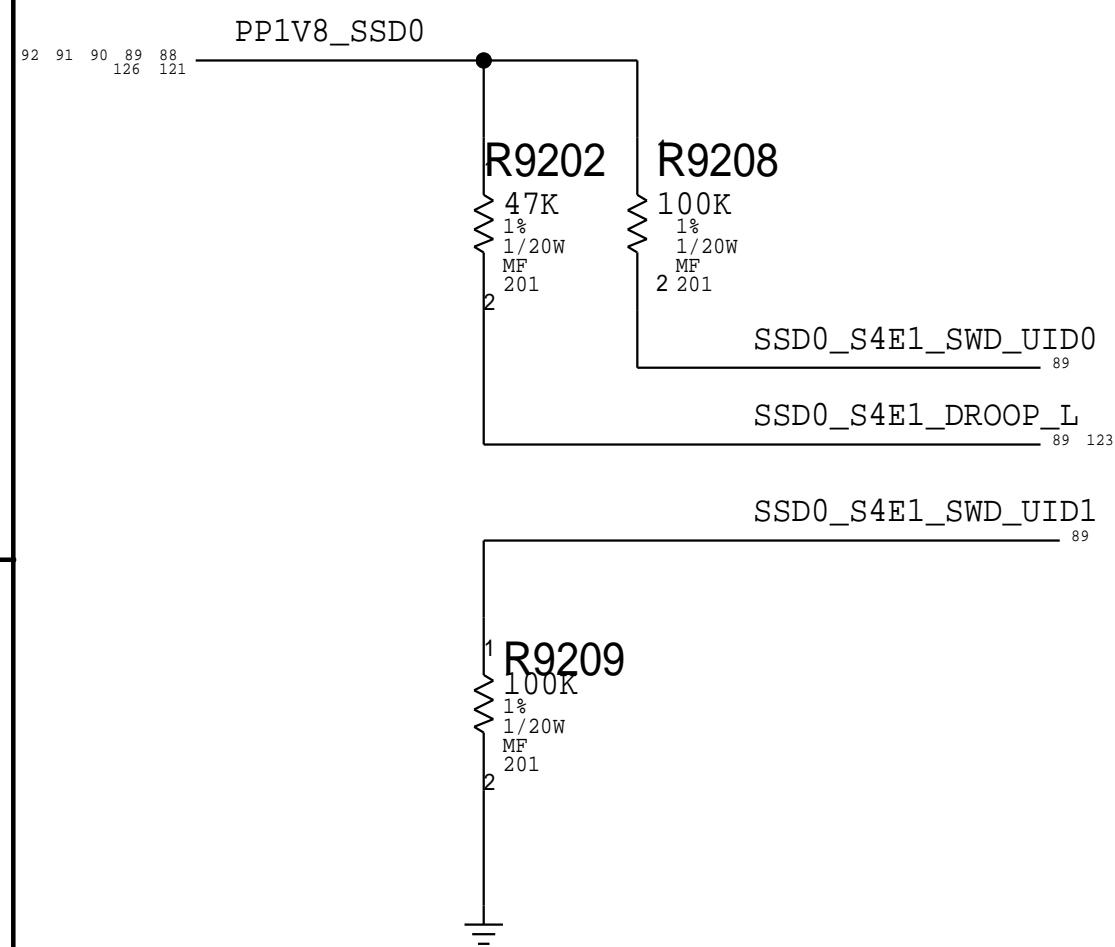 PP1V8_SSD0
92 91 90 89 88
126 121
R9202
47K
1%
1/20W
MF
201
2
1
R9208
100K
1%
1/20W
MF
2 201
SSD0_S4E1_SWD_UID0
89
SSD0_S4E1_DROOP_L
89 123
SSD0_S4E1_SWD_UID1
89
1
R9209
100K
1%
1/20W
MF
201
2